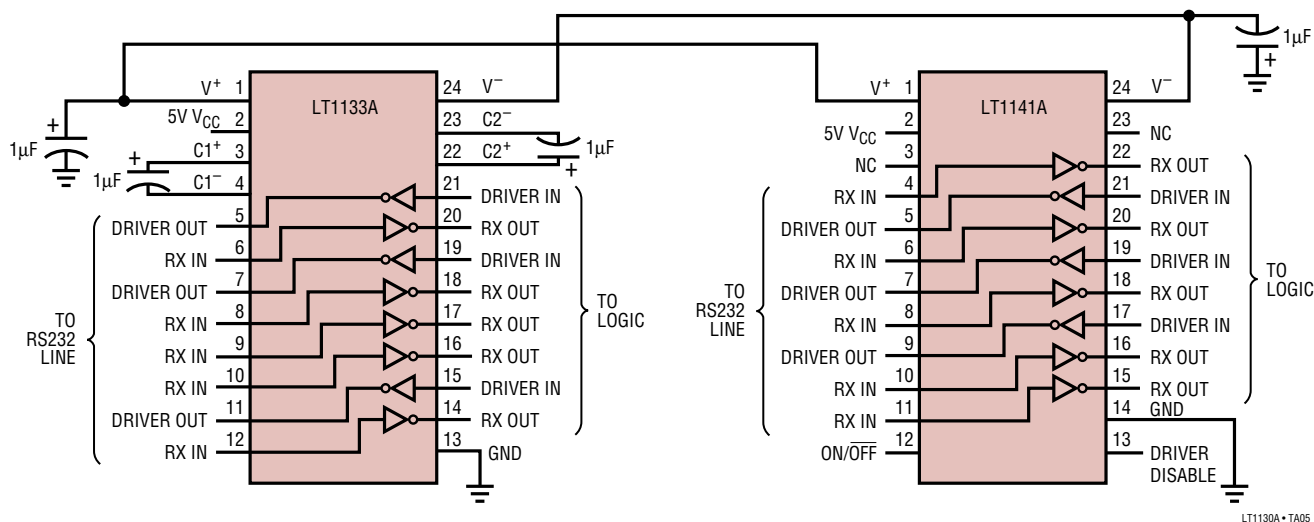 1μF
V+ 1
LT1133A
24 V−
5V VCC 2
23 C2−
1μF
C1+ 3
22 C2+
1μF
C1− 4
21 DRIVER IN
DRIVER OUT 5
20 RX OUT
RX IN 6
19 DRIVER IN
DRIVER OUT 7
18 RX OUT
RX IN 8
17 RX OUT
RX IN 9
16 RX OUT
RX IN 10
15 DRIVER IN
DRIVER OUT 11
14 RX OUT
RX IN 12
13 GND
TO
RS232
LINE
TO
LOGIC
1μF
+
+
+
+
V+ 1
LT1141A
24 V−
5V VCC 2
23 NC
NC 3
22 RX OUT
RX IN 4
21 DRIVER IN
DRIVER OUT 5
20 RX OUT
RX IN 6
19 DRIVER IN
DRIVER OUT 7
18 RX OUT
RX IN 8
17 DRIVER IN
DRIVER OUT 9
16 RX OUT
RX IN 10
15 RX OUT
RX IN 11
14 GND
ON/O̅F̅F̅ 12
13 DRIVER
DISABLE
TO
RS232
LINE
TO
LOGIC
LT1130A • TA05